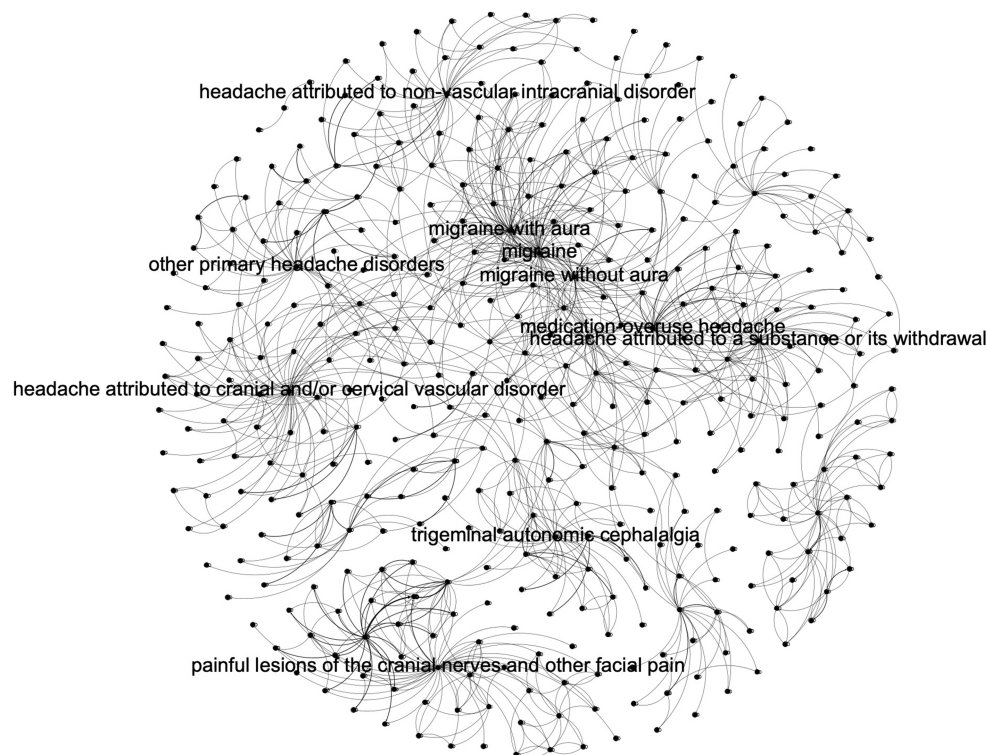 headache attributed to non-vascular intracranial disorder
migraine with aura
migraine
other primary headache disorders
migraine without aura
medication-overuse headache
headache attributed to a substance or its withdrawal
headache attributed to cranial and/or cervical vascular disorder
trigeminal autonomic cephalalgia
painful lesions of the cranial nerves and other facial pain